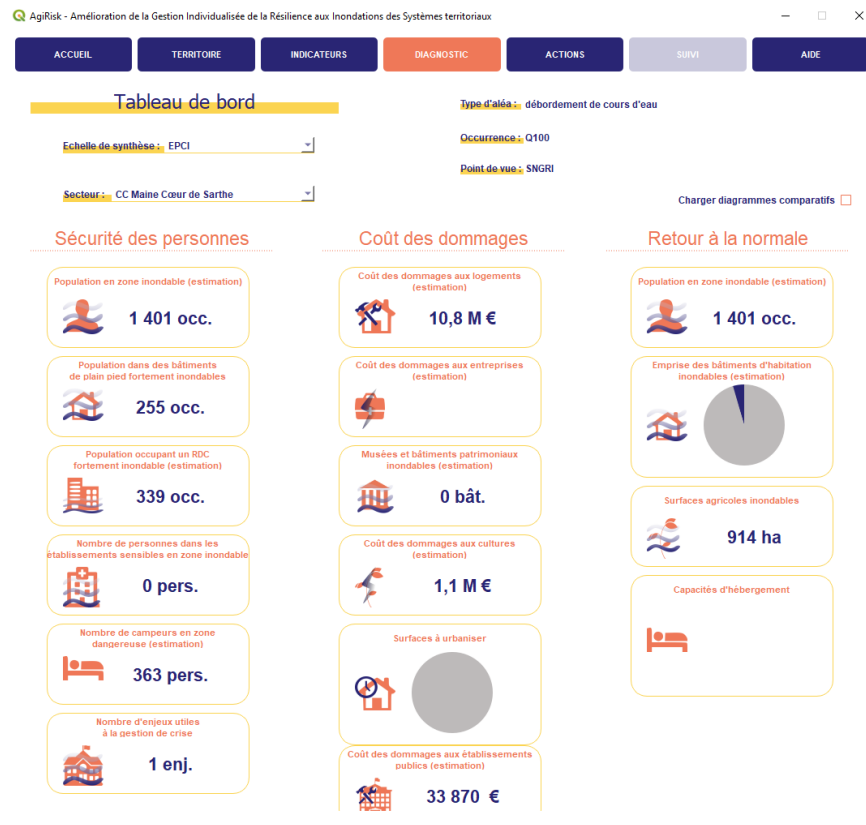 AgiRisk - Amélioration de la Gestion Individualisée de la Résilience aux Inondations des Systèmes territoriaux
ACCUEIL
TERRITOIRE
INDICATEURS
DIAGNOSTIC
ACTIONS
SUIVI
AIDE
Tableau de bord
Type d'aléa : débordement de cours d'eau
Echelle de synthèse : EPCI
Occurrence : Q100
Point de vue : SNGRI
Secteur : CC Maine Cœur de Sarthe
Charger diagrammes comparatifs
Sécurité des personnes
Population en zone inondable (estimation)
1 401 occ.
Population dans des bâtiments
de plain pied fortement inondables
255 occ.
Population occupant un RDC
fortement inondable (estimation)
339 occ.
Nombre de personnes dans les
établissements sensibles en zone inondable
0 pers.
Nombre de campeurs en zone
dangereuse (estimation)
363 pers.
Nombre d'enjeux utiles
à la gestion de crise
1 enj.
Coût des dommages
Coût des dommages aux logements
(estimation)
10,8 M €
Coût des dommages aux entreprises
(estimation)
Musées et bâtiments patrimoniaux
inondables (estimation)
0 bât.
Coût des dommages aux cultures
(estimation)
1,1 M €
Surfaces à urbaniser
Coût des dommages aux établissements
publics (estimation)
33 870 €
Retour à la normale
Population en zone inondable (estimation)
1 401 occ.
Emprise des bâtiments d'habitation
inondables (estimation)
Surfaces agricoles inondables
914 ha
Capacités d'hébergement